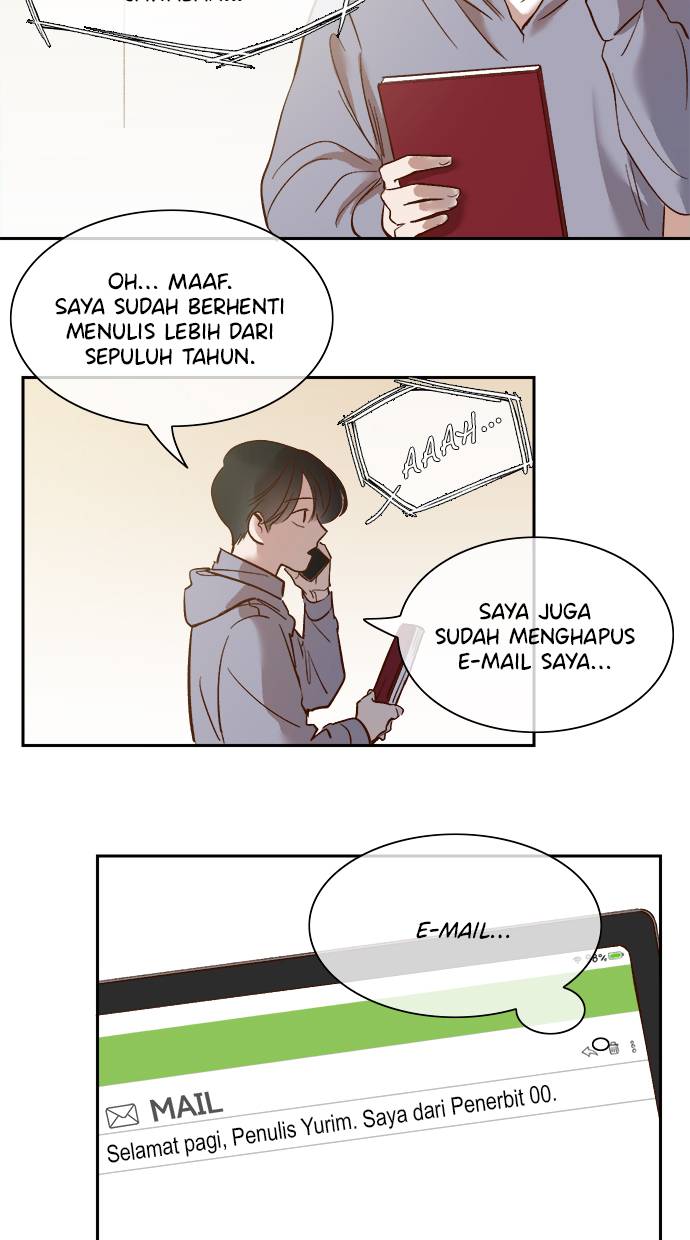 OH... MAAF.
SAYA SUDAH BERHENTI
MENULIS LEBIH DARI
SEPULUH TAHUN.
AAAH...
SAYA JUGA
SUDAH MENGHAPUS
E-MAIL SAYA...
E-MAIL...
8%
MAIL
Selamat pagi, Penulis Yurim. Saya dari Penerbit 00.